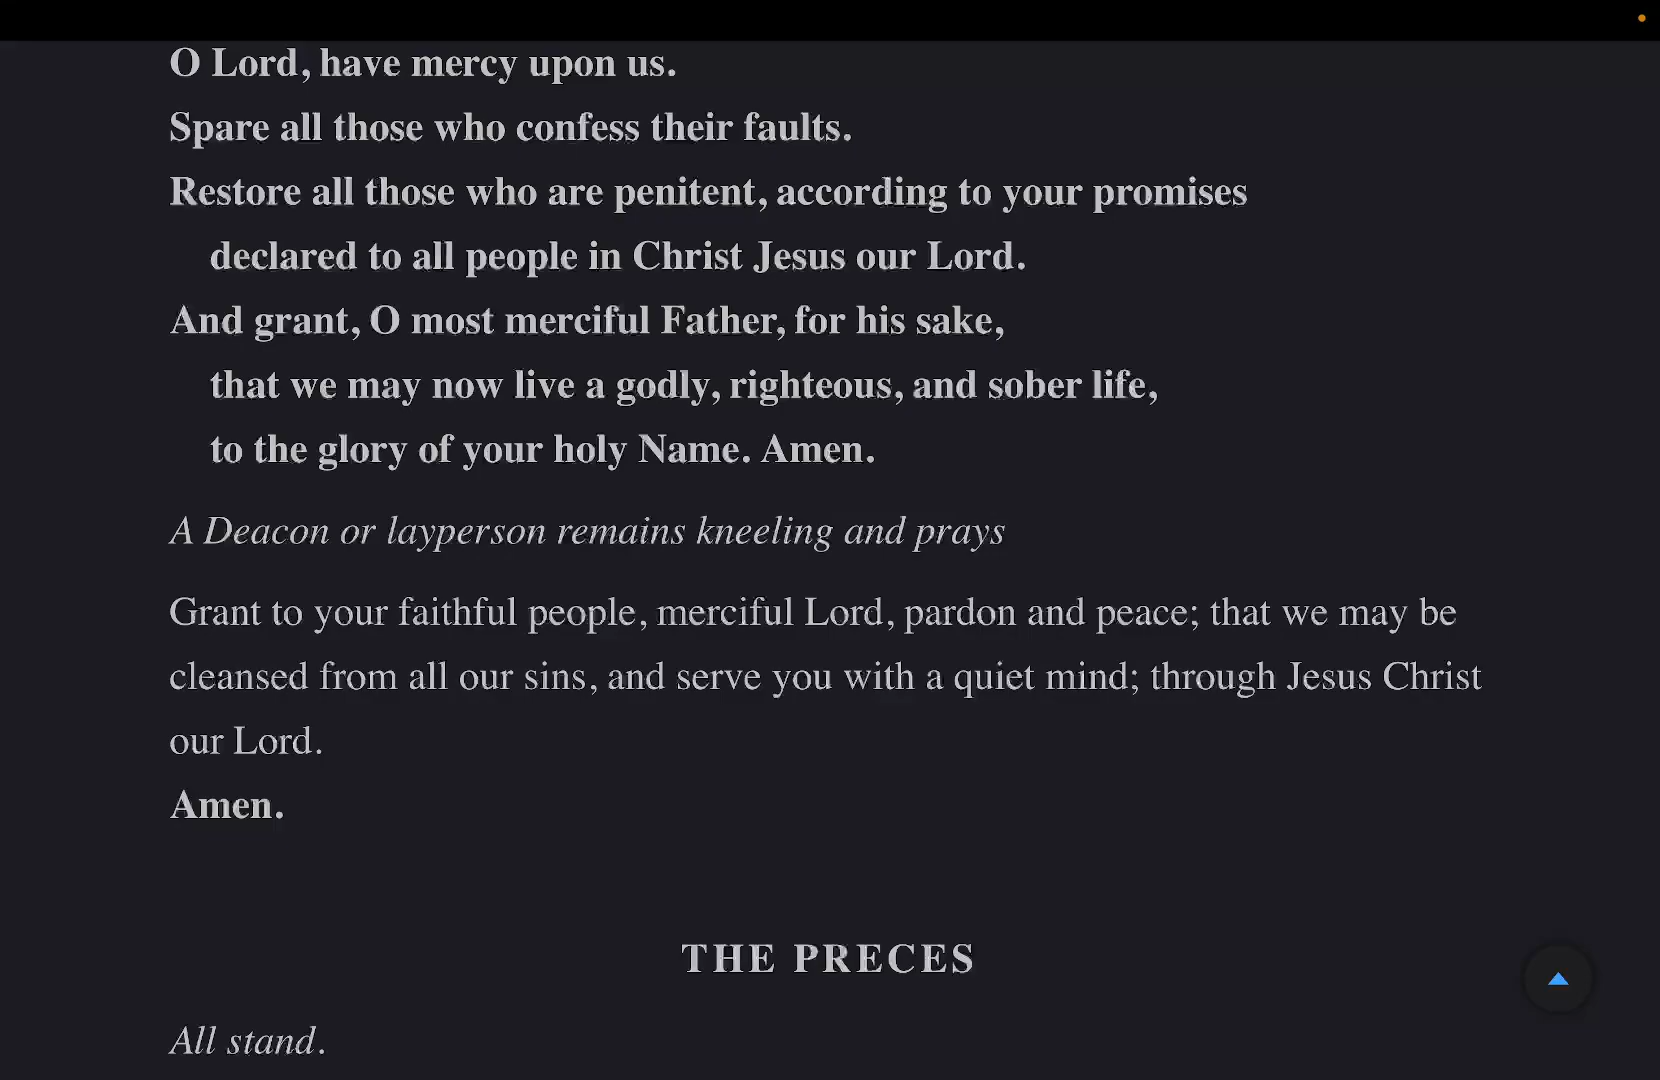 O Lord, have mercy upon us.
Spare all those who confess their faults.
Restore all those who are penitent, according to your promises
declared to all people in Christ Jesus our Lord.
And grant, O most merciful Father, for his sake,
that we may now live a godly, righteous, and sober life,
to the glory of your holy Name. Amen.
A Deacon or layperson remains kneeling and prays
Grant to your faithful people, merciful Lord, pardon and peace; that we may be
cleansed from all our sins, and serve you with a quiet mind; through Jesus Christ
our Lord.
Amen.
THE PRECES
All stand.